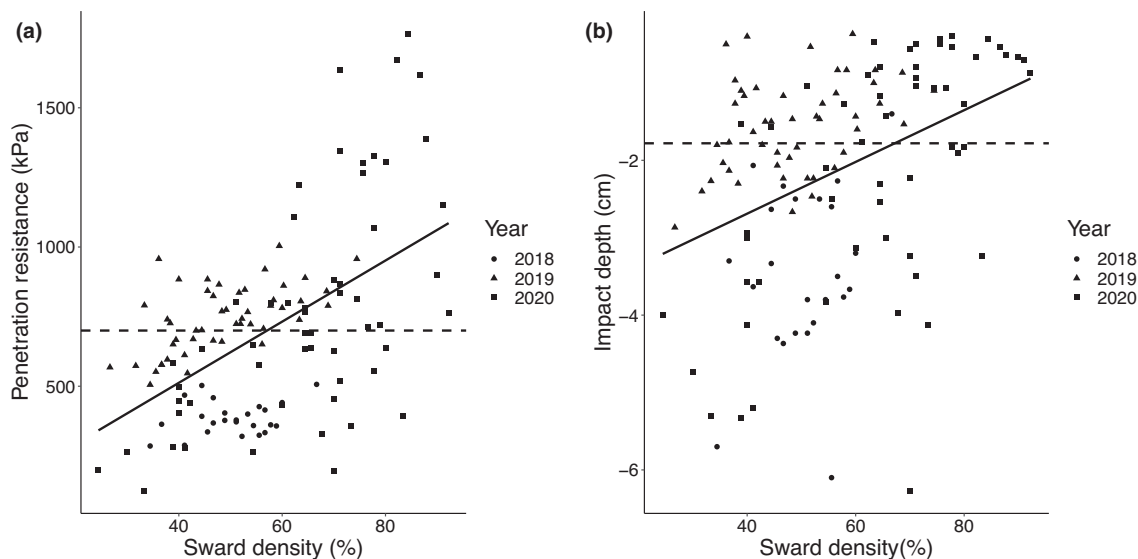 (a)
Penetration resistance (kPa)
1500
1000
500
40
60
80
Sward density (%)
Year
2018
2019
2020
(b)
Impact depth (cm)
-2
-4
-6
40
60
80
Sward density(%)
Year
2018
2019
2020